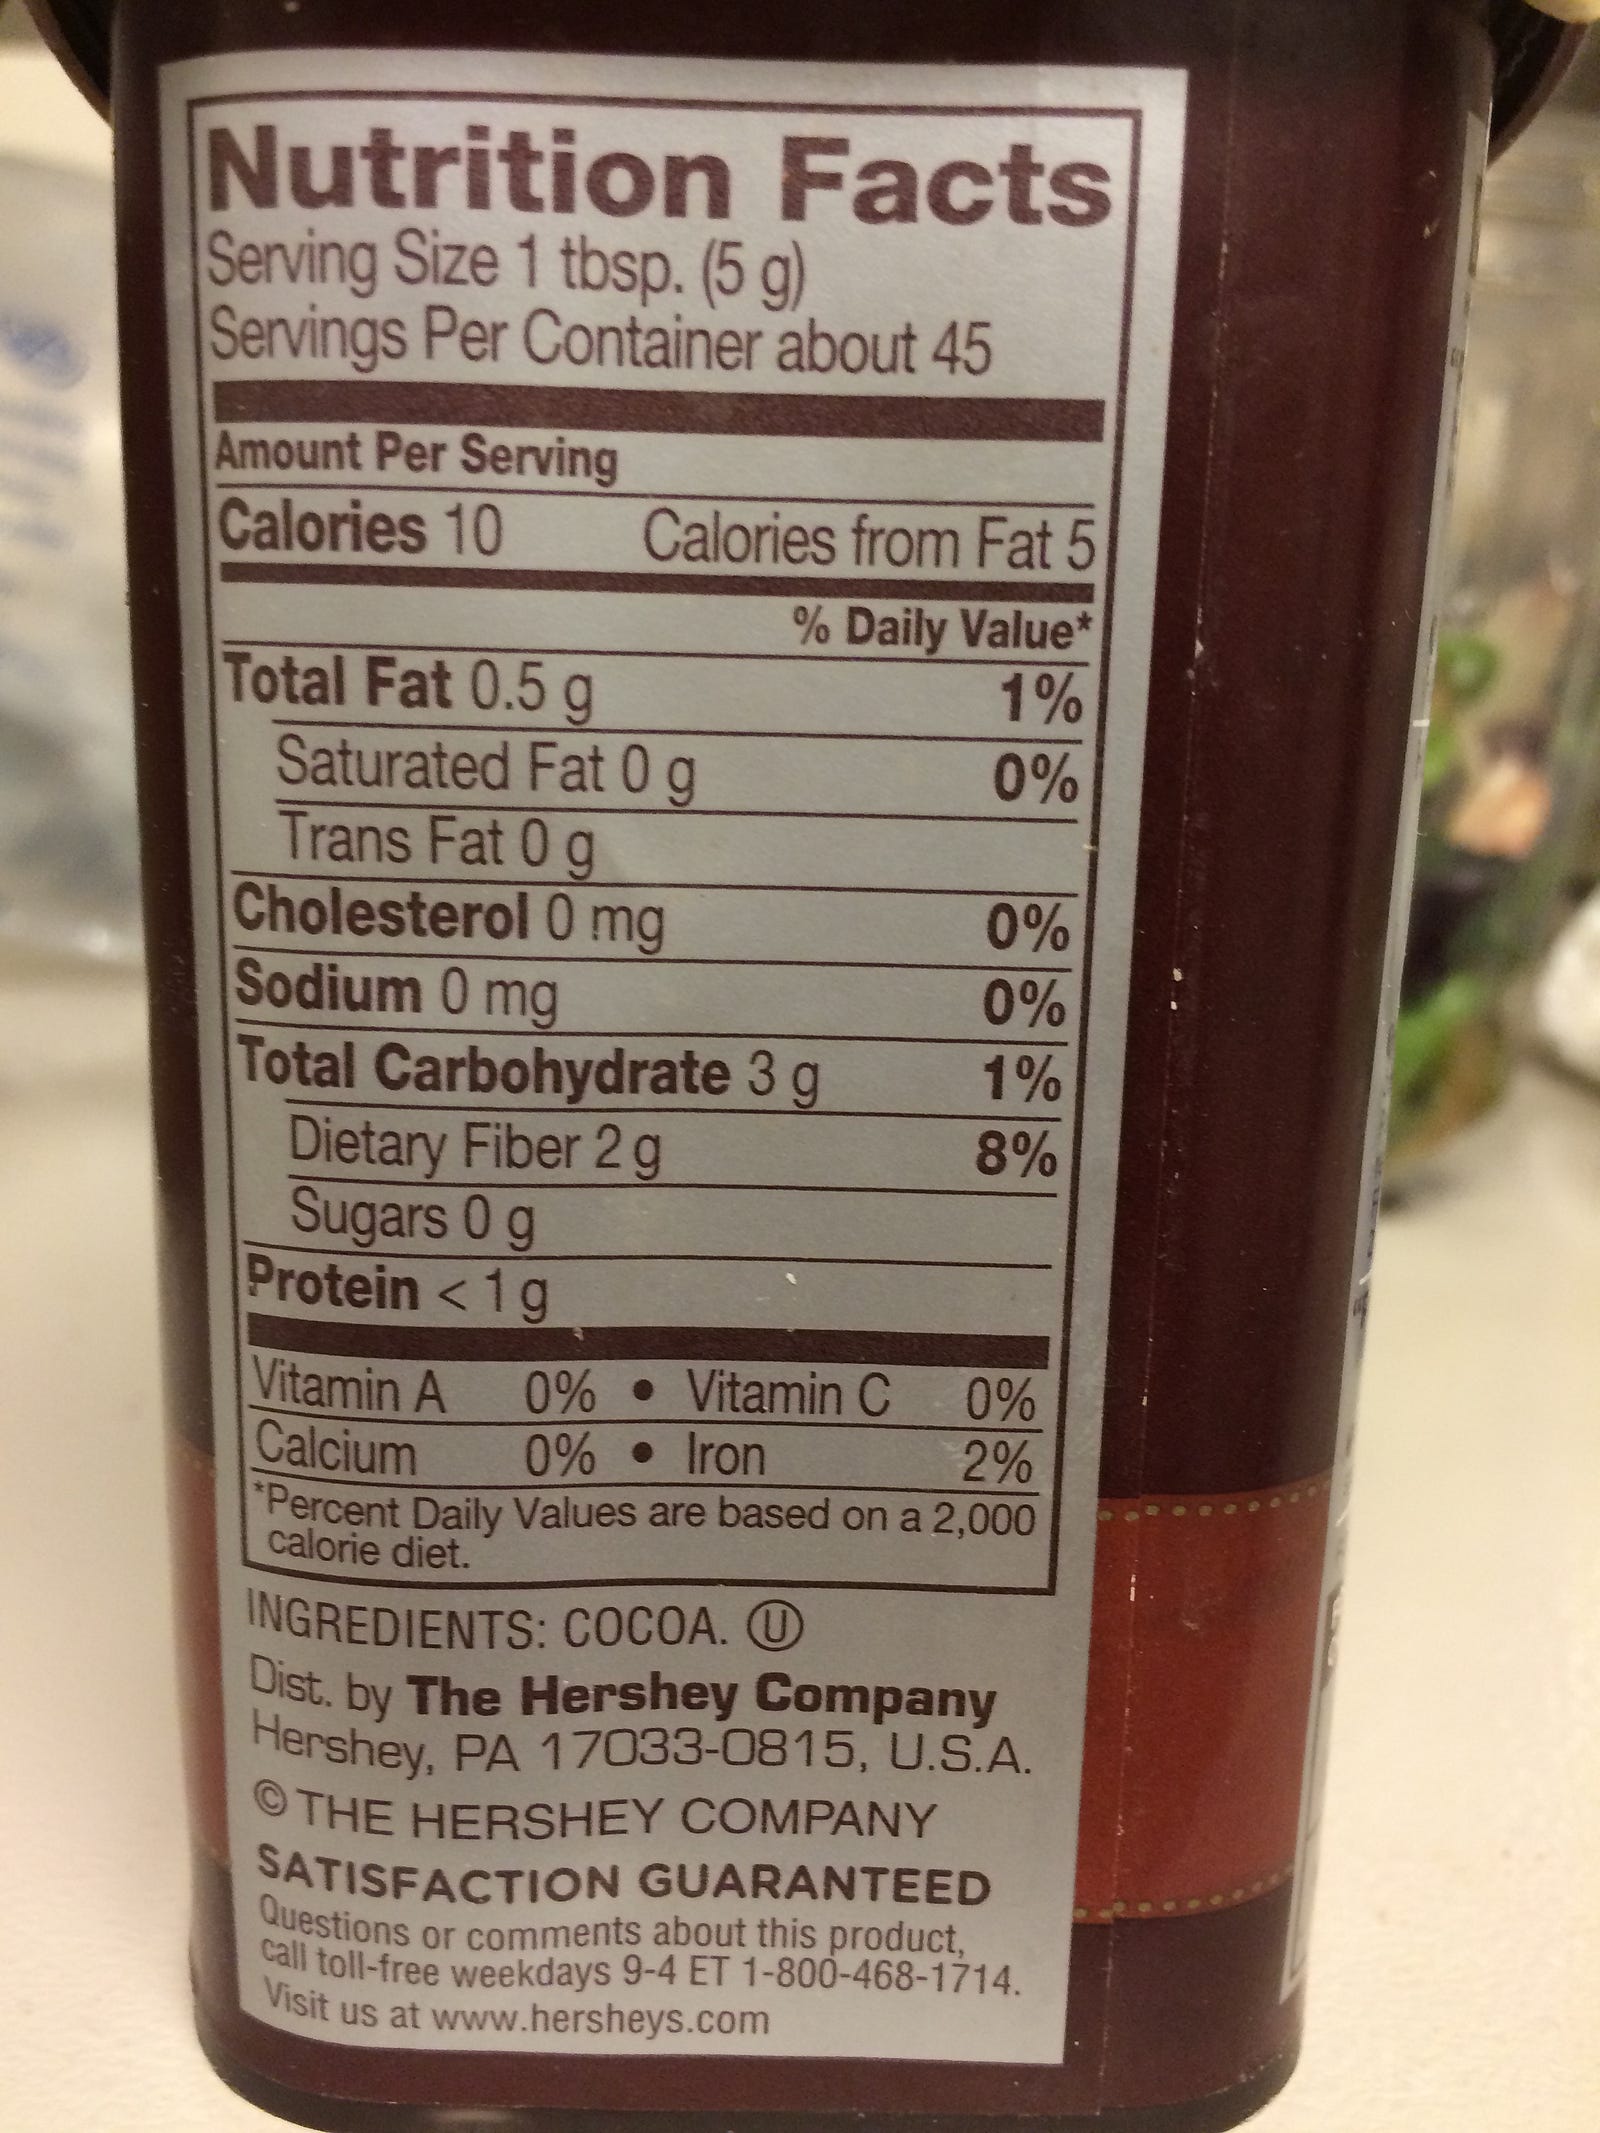 Nutrition Facts
Serving Size 1 tbsp. (5 g)
Servings Per Container about 45
Amount Per Serving
Calories 10 Calories from Fat 5
% Daily Value*
Total Fat 0.5 g 1%
Saturated Fat 0 g 0%
Trans Fat 0 g
Cholesterol 0 mg 0%
Sodium 0 mg 0%
Total Carbohydrate 3 g 1%
Dietary Fiber 2 g 8%
Sugars 0 g
Protein < 1 g
Vitamin A 0% • Vitamin C 0%
Calcium 0% • Iron 2%
*Percent Daily Values are based on a 2,000
calorie diet.
INGREDIENTS: COCOA. Ⓤ
Dist. by The Hershey Company
Hershey, PA 17033-0815, U.S.A.
© THE HERSHEY COMPANY
SATISFACTION GUARANTEED
Questions or comments about this product,
call toll-free weekdays 9-4 ET 1-800-468-1714.
Visit us at www.hersheys.com